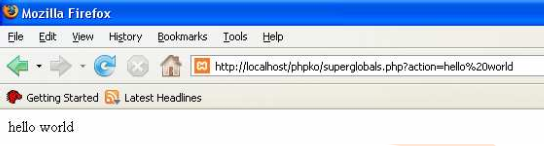 Mozilla Firefox
File Edit View History Bookmarks Tools Help
http://localhost/phpko/superglobals.php?action=hello%20world
Getting Started Latest Headlines
hello world